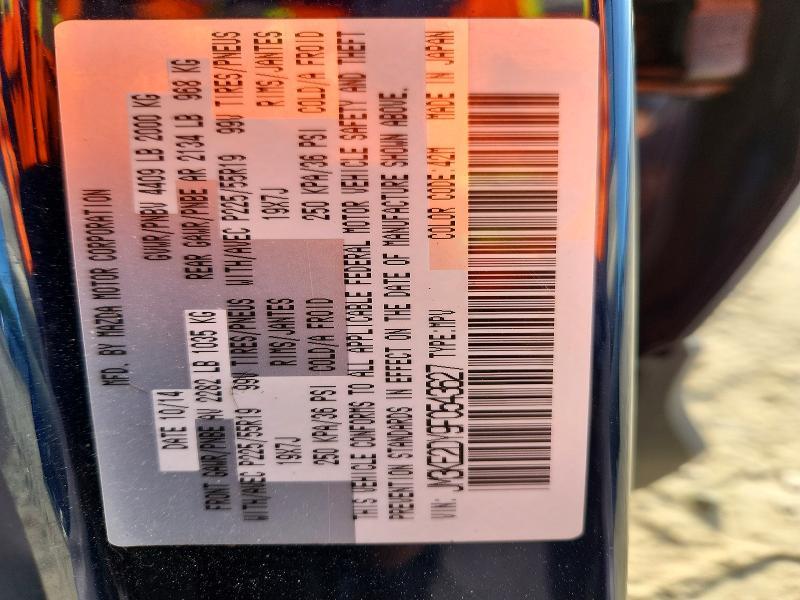 MFD. BY MAZDA MOTOR CORPORATION
DATE 10/14 GVWR/PNBV 4409 LB 2000 KG
FRONT GAWR/PNBE AV 2282 LB 1035 KG REAR GAWR/PNBE AR 2134 LB 968 KG
WITH/AVEC P225/55R19 99V TIRES/PNEUS WITH/AVEC P225/55R19 99V TIRES/PNEUS
19X7J RIMS/JANTES 19X7J RIMS/JANTES
250 KPA/36 PSI COLD/A FROID 250 KPA/36 PSI COLD/A FROID
THIS VEHICLE CONFORMS TO ALL APPLICABLE FEDERAL MOTOR VEHICLE SAFETY AND THEFT
PREVENTION STANDARDS IN EFFECT ON THE DATE OF MANUFACTURE SHOWN ABOVE.
VIN: TYPE:MPV COLOR CODE:42M MADE IN JAPAN